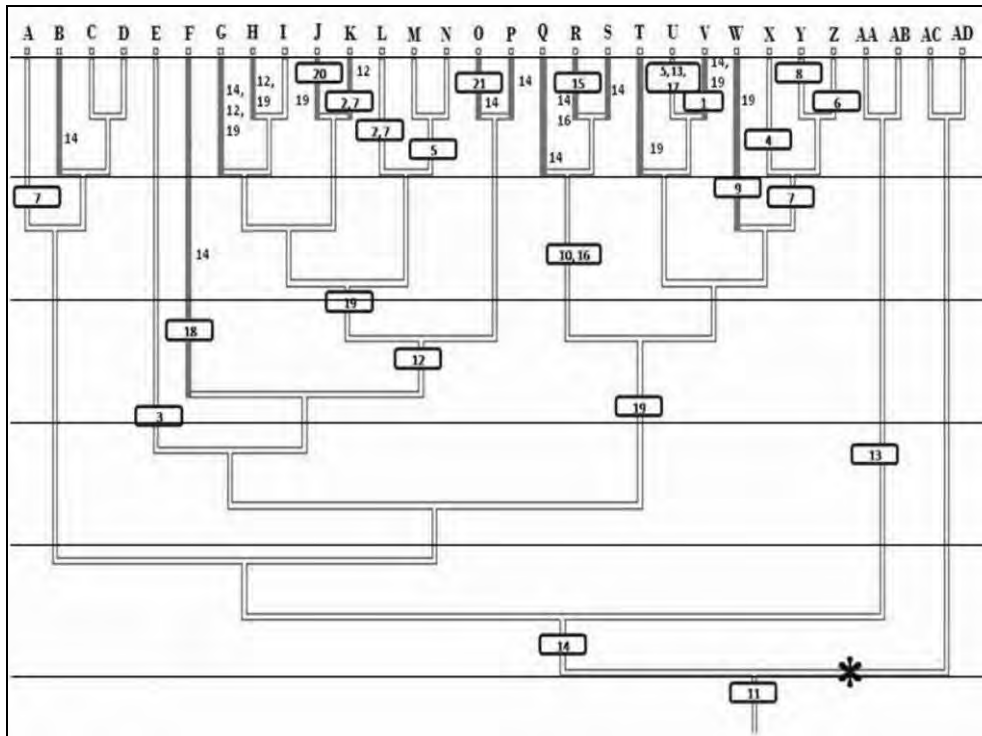 A B C D E F G H I J K L M N O P Q R S T U V W X Y Z AA AB AC AD
20 12 21 14 15 5,13, 14, 8
14, 12, 19 14 17 19
12, 19 2,7 14 14 1 19 6
19 16
14 2,7 5 14 19 4
7 9 7
14 10,16
19
18
12
3 19
13
14 *
11